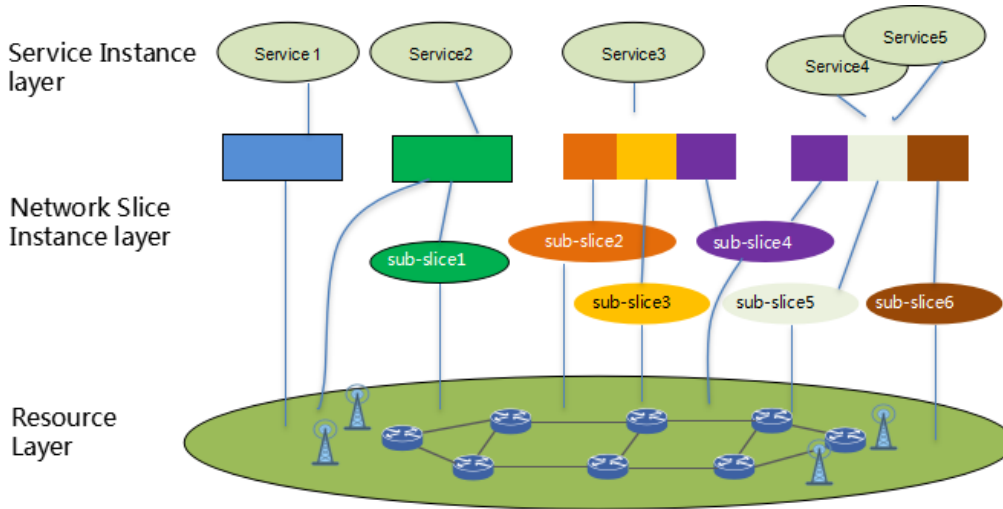 Service Instance
layer
Service 1
Service2
Service3
Service4
Service5
Network Slice
Instance layer
sub-slice1
sub-slice2
sub-slice4
sub-slice3
sub-slice5
sub-slice6
Resource
Layer